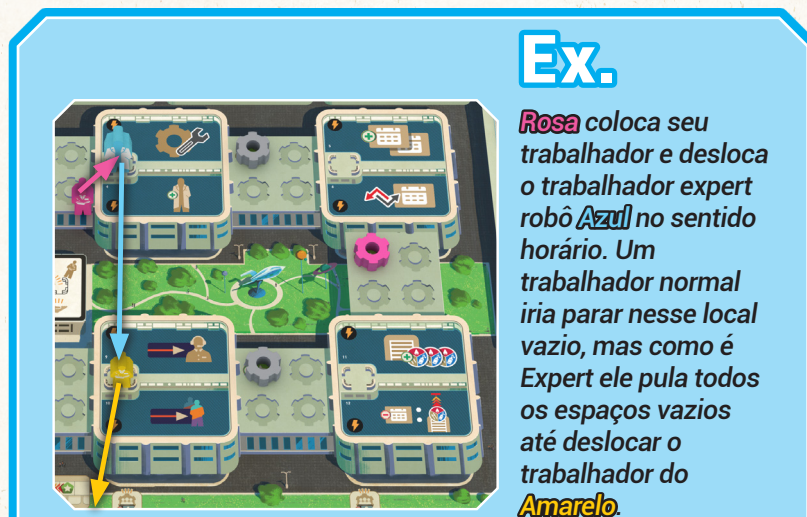 Ex.
Rosa coloca seu
trabalhador e desloca
o trabalhador expert
robô Azul no sentido
horário. Um
trabalhador normal
iria parar nesse local
vazio, mas como é
Expert ele pula todos
os espaços vazios
até deslocar o
trabalhador do
Amarelo.